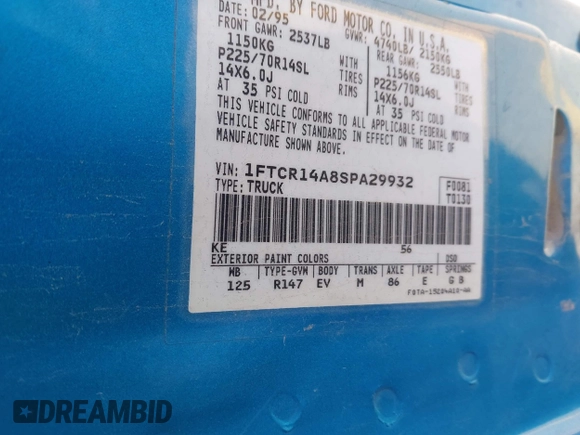 MFD. BY FORD MOTOR CO. IN U.S.A.
DATE: 02/95 GVWR: 4740LB/ 2150KG
FRONT GAWR: 2537LB REAR GAWR: 2550LB
1150KG WITH 1156KG WITH
P225/70R14SL TIRES P225/70R14SL TIRES
14X6.0J RIMS 14X6.0J RIMS
AT 35 PSI COLD AT 35 PSI COLD
THIS VEHICLE CONFORMS TO ALL APPLICABLE FEDERAL MOTOR
VEHICLE SAFETY STANDARDS IN EFFECT ON THE DATE OF
MANUFACTURE SHOWN ABOVE.
VIN: 1FTCR14A8SPA29932
TYPE: TRUCK
F0081
T0130
KE 56
EXTERIOR PAINT COLORS DSO
WB TYPE-GVM BODY TRANS AXLE TAPE SPRINGS
125 R147 EV M 86 E G B
DREAMBID